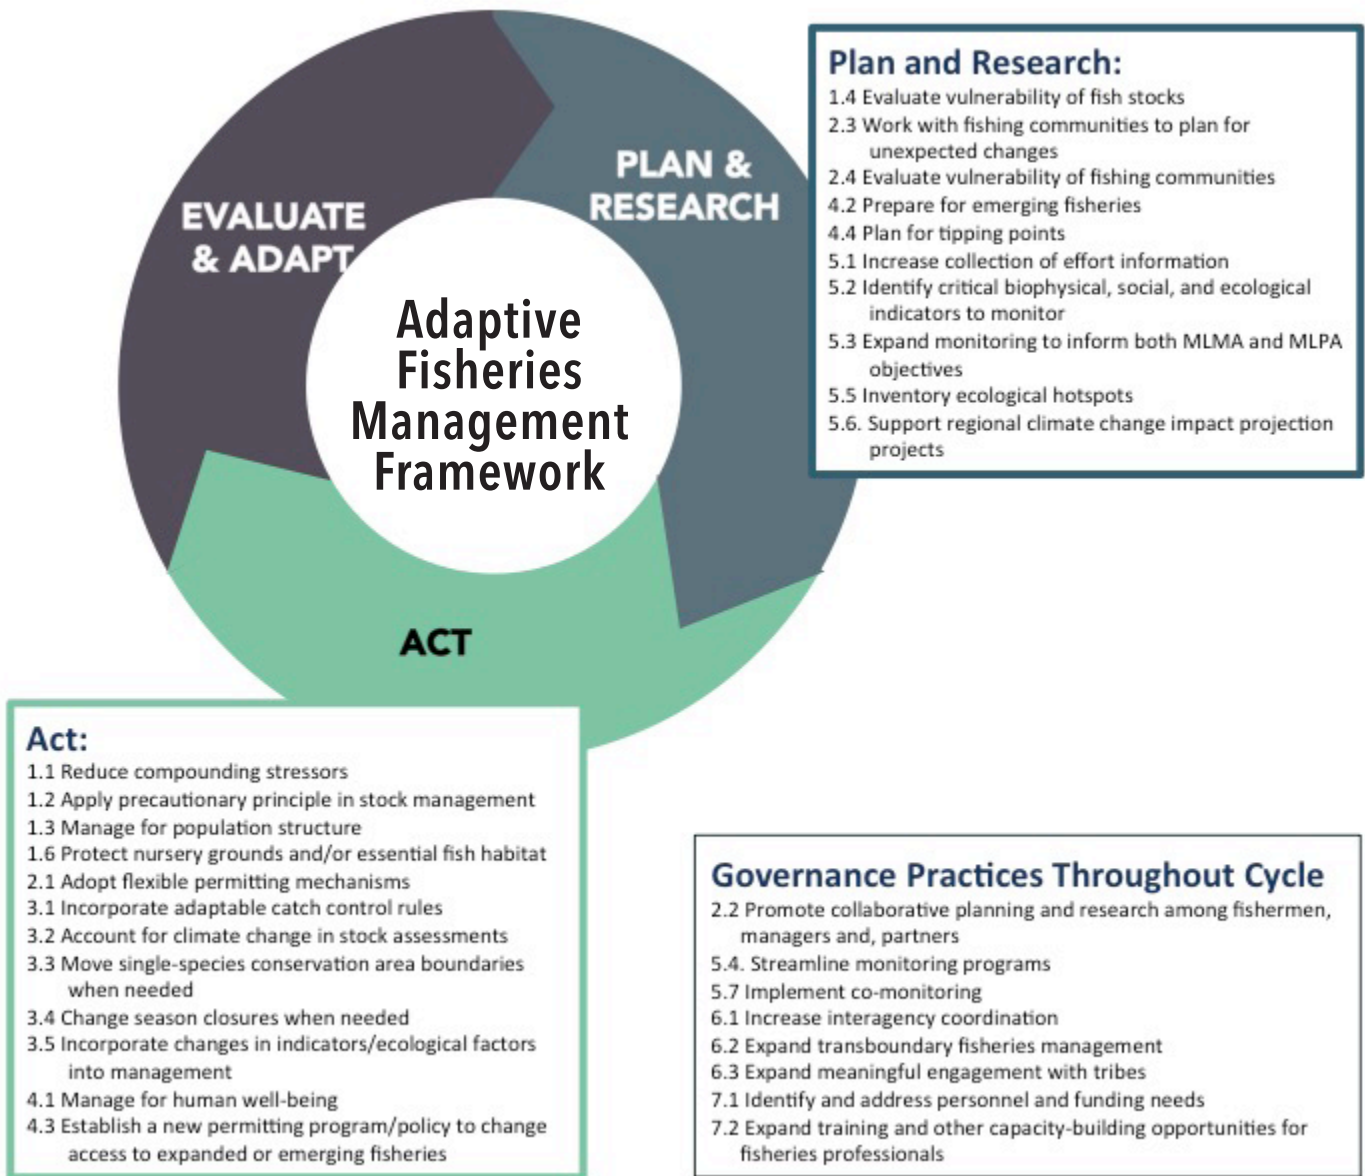 EVALUATE
& ADAPT
PLAN &
RESEARCH
Adaptive
Fisheries
Management
Framework
ACT
Plan and Research:
1.4 Evaluate vulnerability of fish stocks
2.3 Work with fishing communities to plan for
unexpected changes
2.4 Evaluate vulnerability of fishing communities
4.2 Prepare for emerging fisheries
4.4 Plan for tipping points
5.1 Increase collection of effort information
5.2 Identify critical biophysical, social, and ecological
indicators to monitor
5.3 Expand monitoring to inform both MLMA and MLPA
objectives
5.5 Inventory ecological hotspots
5.6. Support regional climate change impact projection
projects
Act:
1.1 Reduce compounding stressors
1.2 Apply precautionary principle in stock management
1.3 Manage for population structure
1.6 Protect nursery grounds and/or essential fish habitat
2.1 Adopt flexible permitting mechanisms
3.1 Incorporate adaptable catch control rules
3.2 Account for climate change in stock assessments
3.3 Move single-species conservation area boundaries
when needed
3.4 Change season closures when needed
3.5 Incorporate changes in indicators/ecological factors
into management
4.1 Manage for human well-being
4.3 Establish a new permitting program/policy to change
access to expanded or emerging fisheries
Governance Practices Throughout Cycle
2.2 Promote collaborative planning and research among fishermen,
managers and, partners
5.4. Streamline monitoring programs
5.7 Implement co-monitoring
6.1 Increase interagency coordination
6.2 Expand transboundary fisheries management
6.3 Expand meaningful engagement with tribes
7.1 Identify and address personnel and funding needs
7.2 Expand training and other capacity-building opportunities for
fisheries professionals